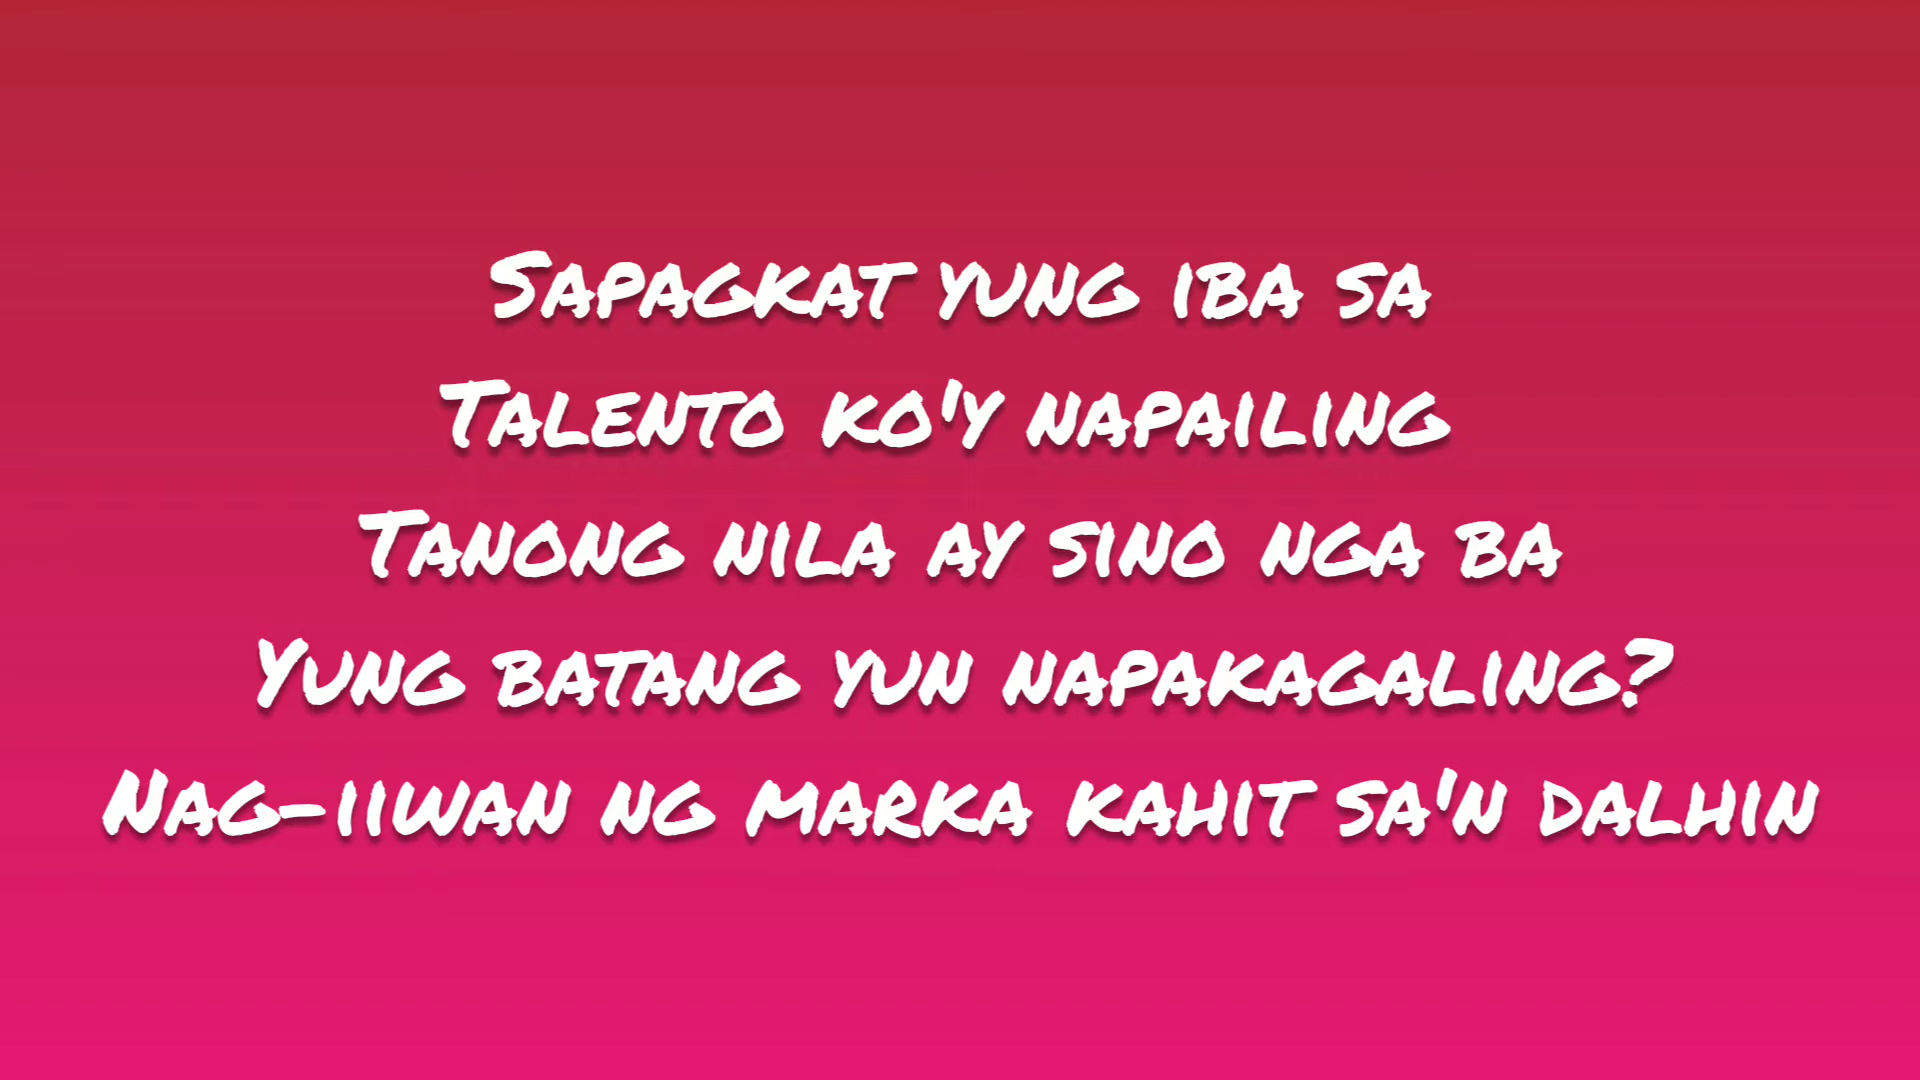 Sapagkat yung iba sa
Talento ko'y napailing
Tanong nila ay sino nga ba
Yung batang yun napakagaling?
Nag-iiwan ng marka kahit sa'n dalhin